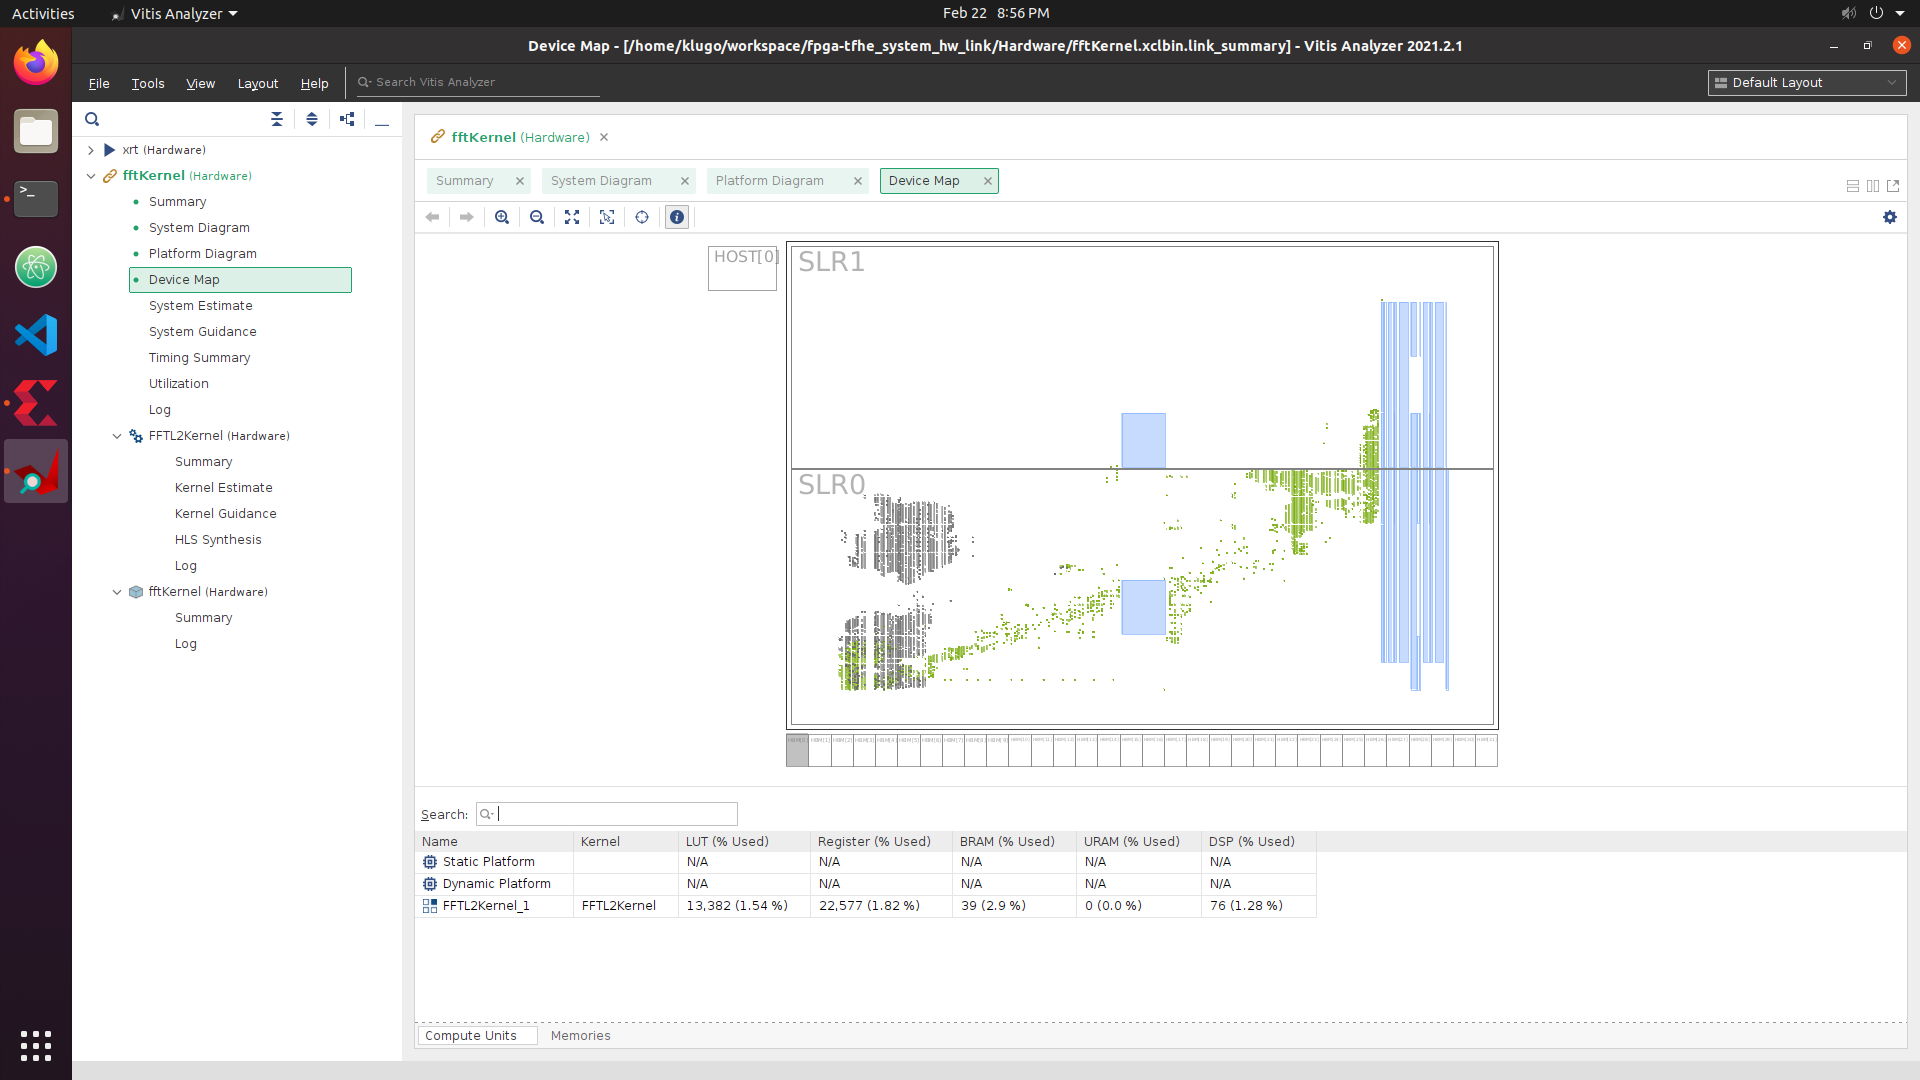 Activities
Vitis Analyzer
Feb 22 8:56 PM
Device Map - [/home/klugo/workspace/fpga-tfhe_system_hw_link/Hardware/fftKernel.xclbin.link_summary] - Vitis Analyzer 2021.2.1
File Tools View Layout Help
Search Vitis Analyzer
Default Layout
xrt (Hardware)
fftKernel (Hardware)
Summary
System Diagram
Platform Diagram
Device Map
System Estimate
System Guidance
Timing Summary
Utilization
Log
FFTL2Kernel (Hardware)
Summary
Kernel Estimate
Kernel Guidance
HLS Synthesis
Log
fftKernel (Hardware)
Summary
Log
fftKernel (Hardware)
Summary System Diagram Platform Diagram Device Map
HOST[0]
SLR1
SLR0
Search:
Name Kernel LUT (% Used) Register (% Used) BRAM (% Used) URAM (% Used) DSP (% Used)
Static Platform N/A N/A N/A N/A N/A
Dynamic Platform N/A N/A N/A N/A N/A
FFTL2Kernel_1 FFTL2Kernel 13,382 (1.54 %) 22,577 (1.82 %) 39 (2.9 %) 0 (0.0 %) 76 (1.28 %)
Compute Units Memories